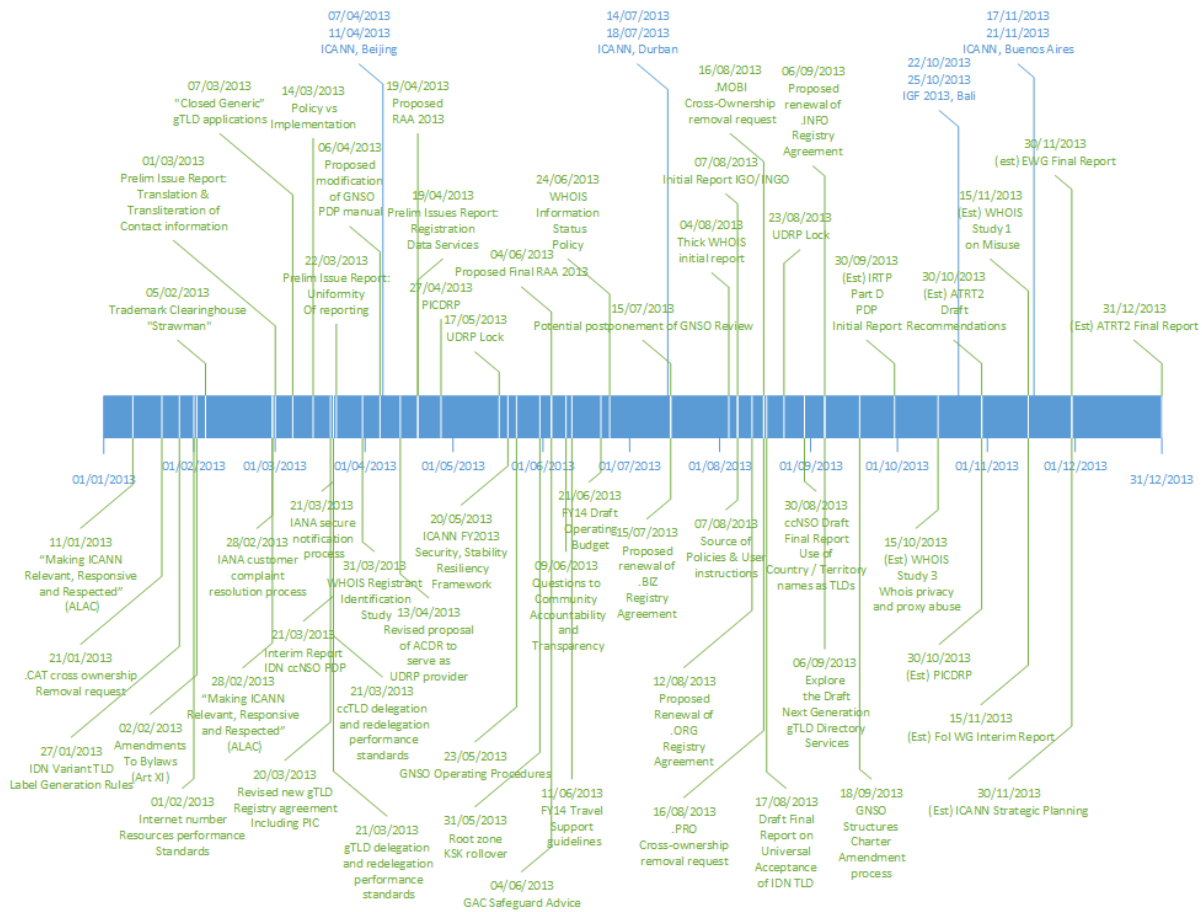 07/04/2013
11/04/2013
ICANN, Beijing
14/07/2013
18/07/2013
ICANN, Durban
17/11/2013
21/11/2013
ICANN, Buenos Aires
22/10/2013
25/10/2013
IGF 2013, Bali
07/03/2013
"Closed Generic"
gTLD applications
14/03/2013
Policy vs
Implementation
19/04/2013
Proposed
RAA 2013
16/08/2013
.MOBI
Cross-Ownership
removal request
06/09/2013
Proposed
renewal of
.INFO
Registry
Agreement
01/03/2013
Prelim Issue Report:
Translation &
Transliteration of
Contact information
06/04/2013
Proposed
modification
of GNSO
PDP manual
19/04/2013
Prelim Issues Report:
Registration
Data Services
24/06/2013
WHOIS
Information
Status
Policy
07/08/2013
Initial Report IGO/INGO
30/11/2013
(est) EWG Final Report
15/11/2013
(Est) WHOIS
Study 1
on Misuse
04/08/2013
Thick WHOIS
initial report
23/08/2013
UDRP Lock
22/03/2013
Prelim Issue Report:
Uniformity
Of reporting
04/06/2013
Proposed Final RAA 2013
27/04/2013
PICDRP
30/09/2013
(Est) IRTP
Part D
PDP
Initial Report
30/10/2013
(Est) ATRT2
Draft
Recommendations
05/02/2013
Trademark Clearinghouse
"Strawman"
17/05/2013
UDRP Lock
15/07/2013
Potential postponement of GNSO Review
31/12/2013
(Est) ATRT2 Final Report
01/01/2013
01/02/2013
01/03/2013
01/04/2013
01/05/2013
01/06/2013
01/07/2013
01/08/2013
01/09/2013
01/10/2013
01/11/2013
01/12/2013
31/12/2013
11/01/2013
“Making ICANN
Relevant, Responsive
and Respected”
(ALAC)
21/01/2013
.CAT cross ownership
Removal request
27/01/2013
IDN Variant TLD
Label Generation Rules
02/02/2013
Amendments
To Bylaws
(Art XI)
01/02/2013
Internet number
Resources performance
Standards
28/02/2013
IANA customer
complaint
resolution process
28/02/2013
“Making ICANN
Relevant, Responsive
and Respected”
(ALAC)
20/03/2013
Revised new gTLD
Registry agreement
Including PIC
21/03/2013
IANA secure
notification
process
21/03/2013
Interim Report
IDN ccNSO PDP
21/03/2013
ccTLD delegation
and redelegation
performance
standards
21/03/2013
gTLD delegation
and redelegation
performance
standards
31/03/2013
WHOIS Registrant
Identification
Study
13/04/2013
Revised proposal
of ACDR to
serve as
UDRP provider
20/05/2013
ICANN FY2013
Security, Stability
Resiliency
Framework
23/05/2013
GNSO Operating Procedures
31/05/2013
Root zone
KSK rollover
04/06/2013
GAC Safeguard Advice
09/06/2013
Questions to
Community
Accountability
and
Transparency
11/06/2013
FY14 Travel
Support
guidelines
21/06/2013
FY14 Draft
Operating
Budget
15/07/2013
Proposed
renewal of
.BIZ
Registry
Agreement
07/08/2013
Source of
Policies & User
instructions
12/08/2013
Proposed
Renewal of
.ORG
Registry
Agreement
16/08/2013
.PRO
Cross-ownership
removal request
17/08/2013
Draft Final
Report on
Universal
Acceptance
of IDN TLD
30/08/2013
ccNSO Draft
Final Report
Use of
Country / Territory
names as TLDs
06/09/2013
Explore
the Draft
Next Generation
gTLD Directory
Services
18/09/2013
GNSO
Structures
Charter
Amendment
process
15/10/2013
(Est) WHOIS
Study 3
Whois privacy
and proxy abuse
30/10/2013
(Est) PICDRP
15/11/2013
(Est) FoI WG Interim Report
30/11/2013
(Est) ICANN Strategic Planning